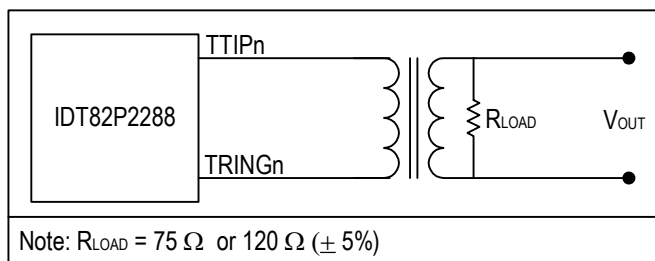 TTIPn
IDT82P2288
RLOAD
VOUT
TRINGn
Note: RLOAD = 75 Ω or 120 Ω (± 5%)